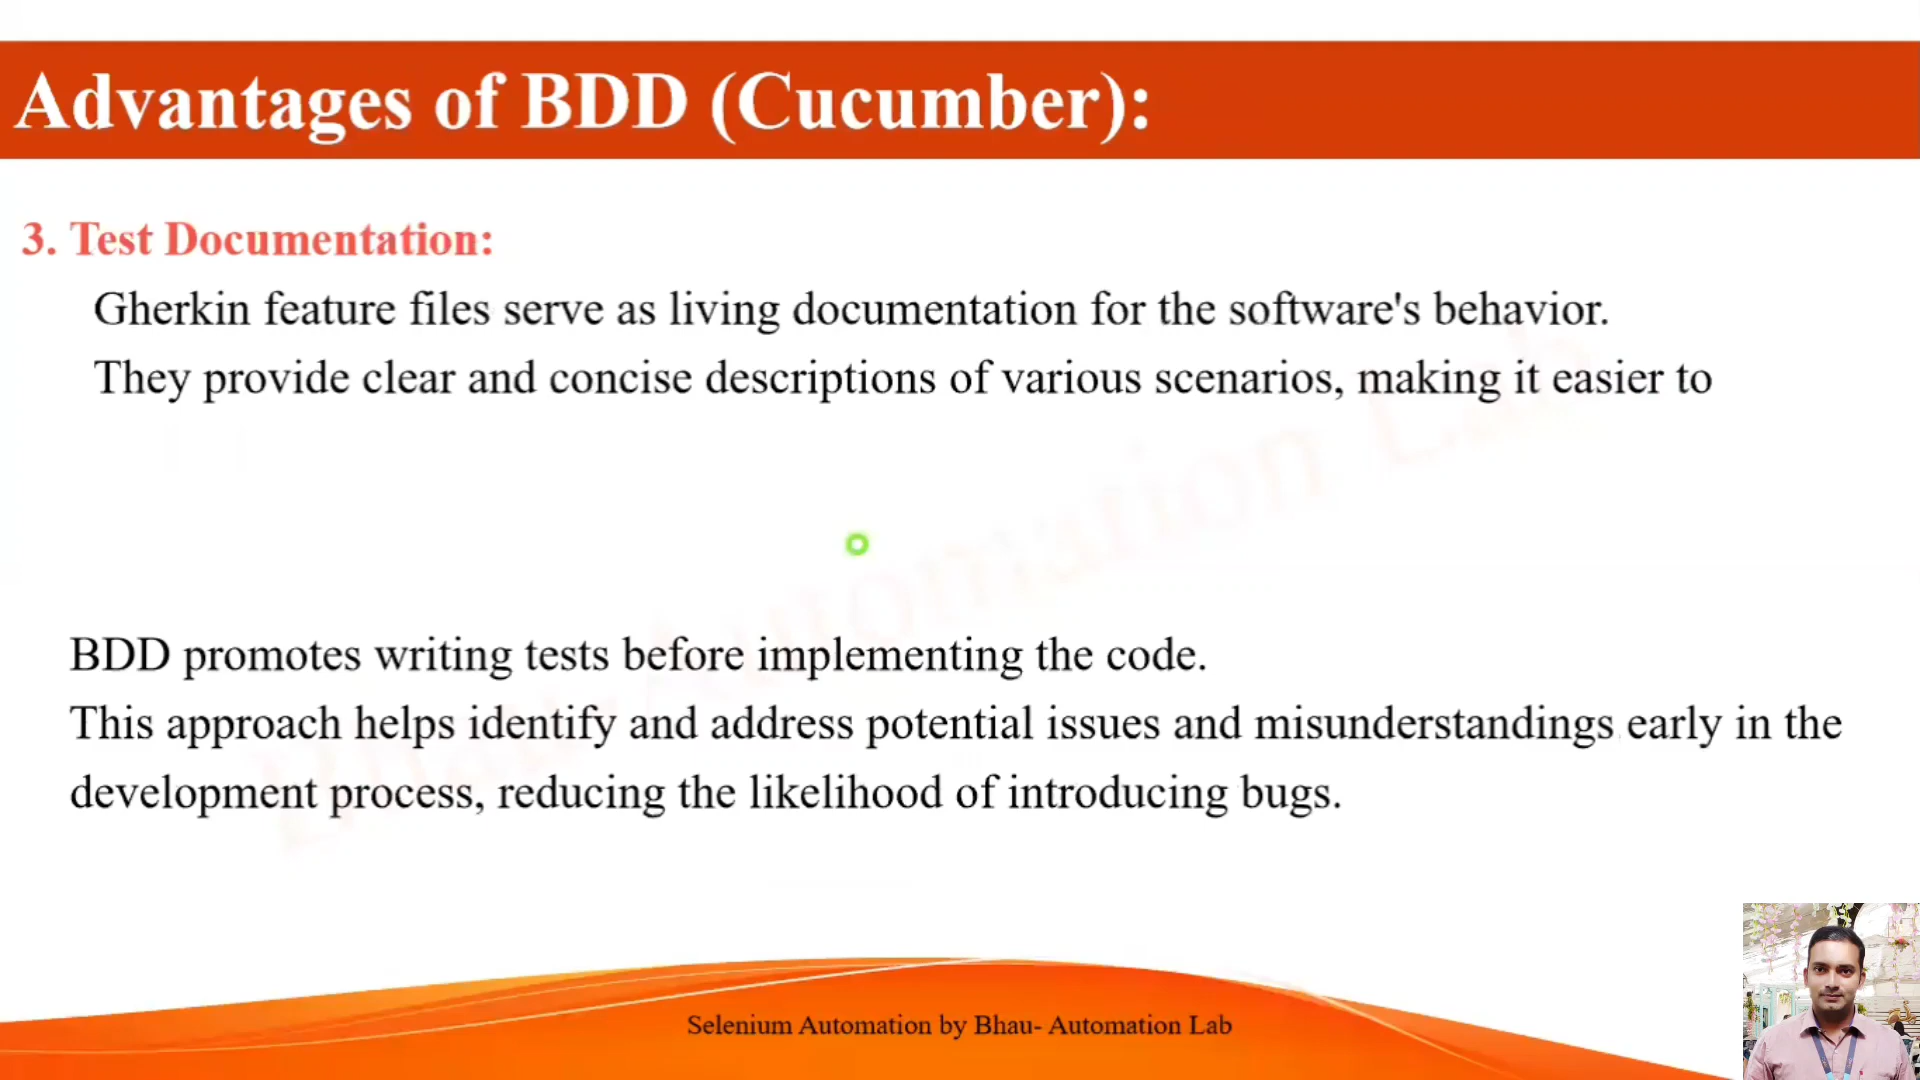 Advantages of BDD (Cucumber):
3. Test Documentation:
Gherkin feature files serve as living documentation for the software's behavior.
They provide clear and concise descriptions of various scenarios, making it easier to
BDD promotes writing tests before implementing the code.
This approach helps identify and address potential issues and misunderstandings early in the
development process, reducing the likelihood of introducing bugs.
Bhau-Automation Lab
Selenium Automation by Bhau- Automation Lab